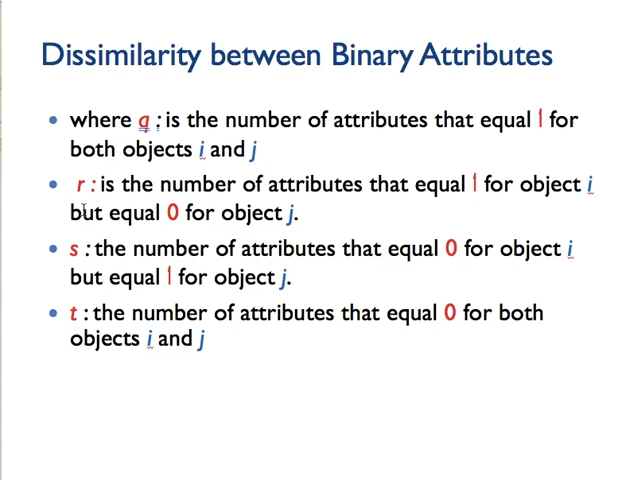 Dissimilarity between Binary Attributes
• where q : is the number of attributes that equal 1 for
both objects i and j
• r : is the number of attributes that equal 1 for object i
but equal 0 for object j.
• s : the number of attributes that equal 0 for object i
but equal 1 for object j.
• t : the number of attributes that equal 0 for both
objects i and j